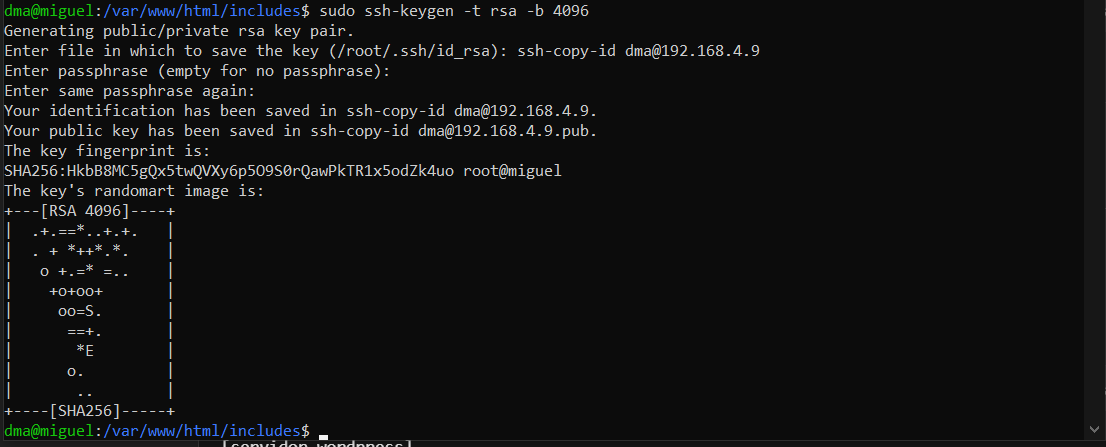 dma@miguel:/var/www/html/includes$ sudo ssh-keygen -t rsa -b 4096
Generating public/private rsa key pair.
Enter file in which to save the key (/root/.ssh/id_rsa): ssh-copy-id dma@192.168.4.9
Enter passphrase (empty for no passphrase):
Enter same passphrase again:
Your identification has been saved in ssh-copy-id dma@192.168.4.9.
Your public key has been saved in ssh-copy-id dma@192.168.4.9.pub.
The key fingerprint is:
SHA256:HkbB8MC5gQx5twQVXy6p5O9S0rQawPkTR1x5odZk4uo root@miguel
The key's randomart image is:
+---[RSA 4096]----+
|  .+.==*..+.+.   |
|  . + *++*.*.    |
|   o +.=* =..    |
|    +o+oo+       |
|     oo=S.       |
|      ==+.       |
|       *E        |
|      o.         |
|       ..        |
+----[SHA256]-----+
dma@miguel:/var/www/html/includes$